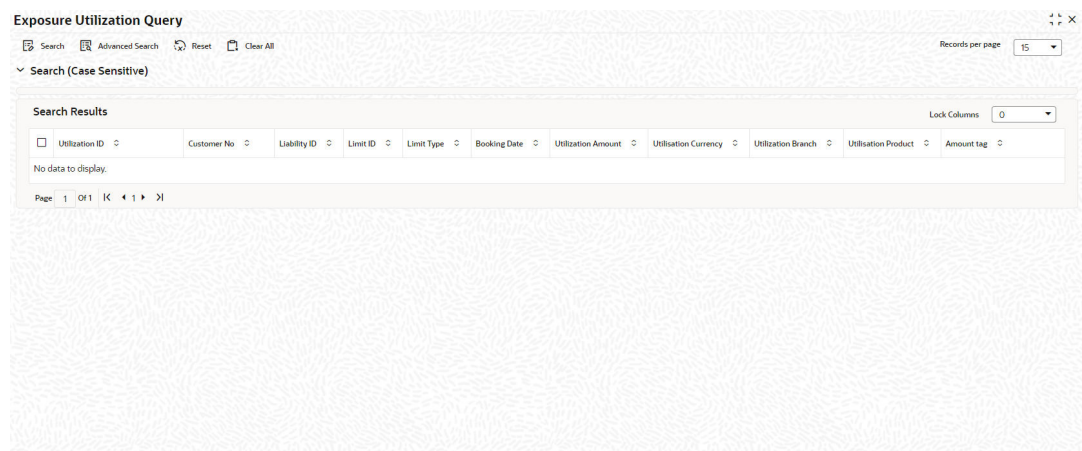 Exposure Utilization Query
Search Advanced Search Reset Clear All Records per page 15
Search (Case Sensitive)
Search Results
Lock Columns 0
Utilization ID Customer No Liability ID Limit ID Limit Type Booking Date Utilization Amount Utilisation Currency Utilization Branch Utilisation Product Amount tag
No data to display.
Page 1 Of 1 1